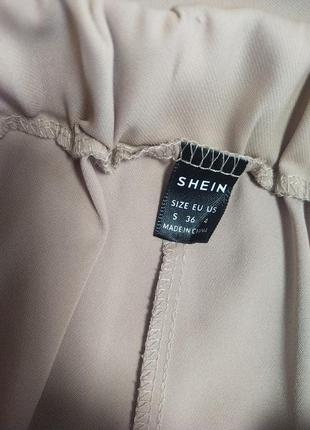 SHEIN
SIZE EU US
S 36 4
MADE IN CHINA